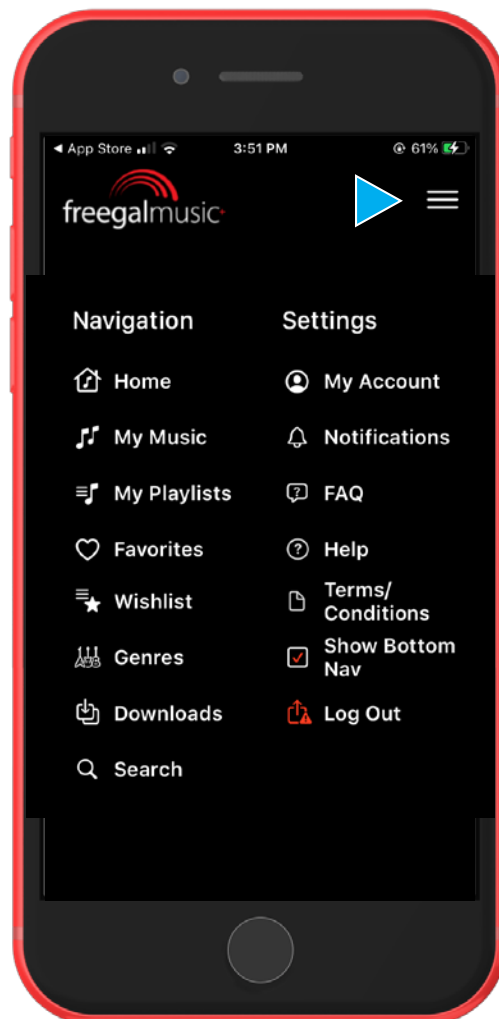 ◀ App Store 3:51 PM 61%
freegalmusic+
Navigation
Home
My Music
My Playlists
Favorites
Wishlist
Genres
Downloads
Search
Settings
My Account
Notifications
FAQ
Help
Terms/
Conditions
Show Bottom
Nav
Log Out